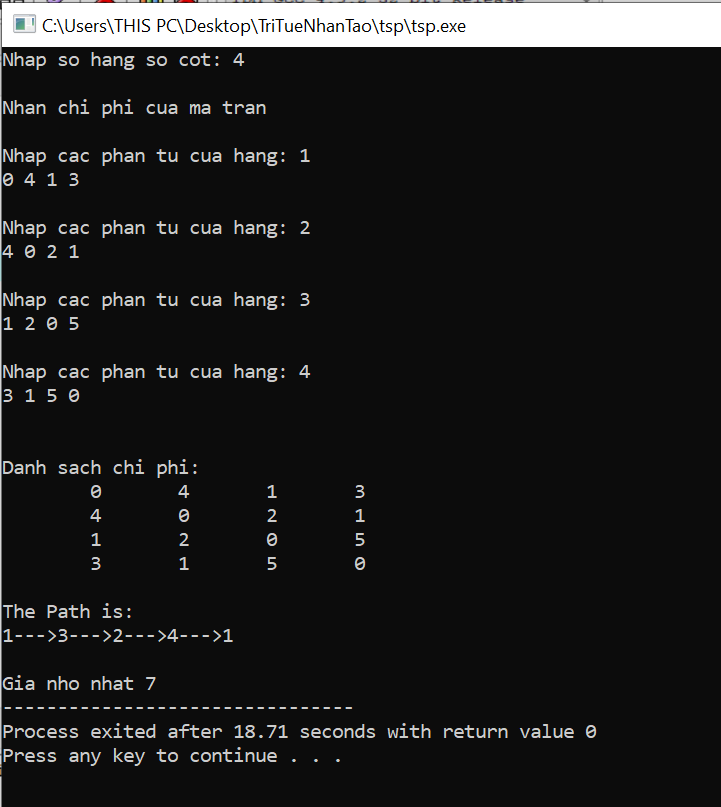 C:\Users\THIS PC\Desktop\TriTueNhanTao\tsp\tsp.exe
Nhap so hang so cot: 4
Nhan chi phi cua ma tran
Nhap cac phan tu cua hang: 1
0 4 1 3
Nhap cac phan tu cua hang: 2
4 0 2 1
Nhap cac phan tu cua hang: 3
1 2 0 5
Nhap cac phan tu cua hang: 4
3 1 5 0
Danh sach chi phi:
0 4 1 3
4 0 2 1
1 2 0 5
3 1 5 0
The Path is:
1--->3--->2--->4--->1
Gia nho nhat 7
--------------------------------
Process exited after 18.71 seconds with return value 0
Press any key to continue . . .